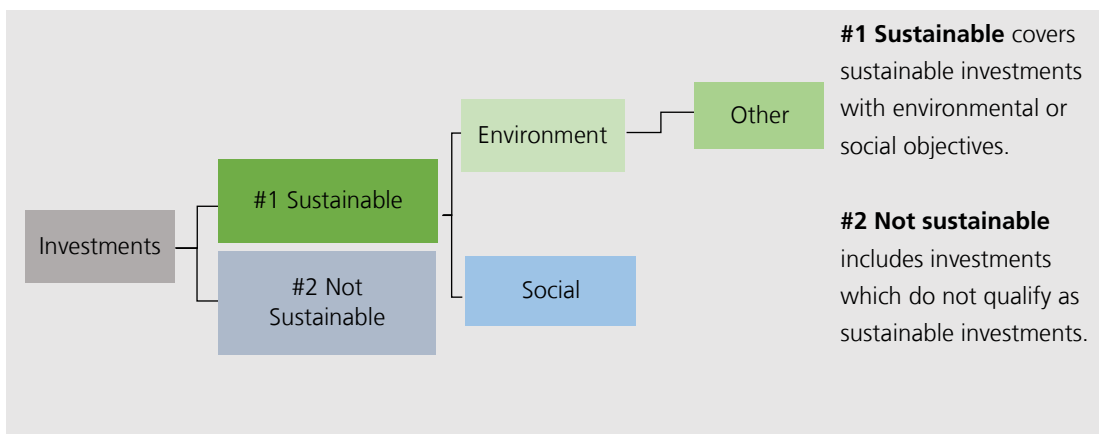 Investments
#1 Sustainable
#2 Not
Sustainable
Environment
Social
Other
#1 Sustainable covers
sustainable investments
with environmental or
social objectives.
#2 Not sustainable
includes investments
which do not qualify as
sustainable investments.